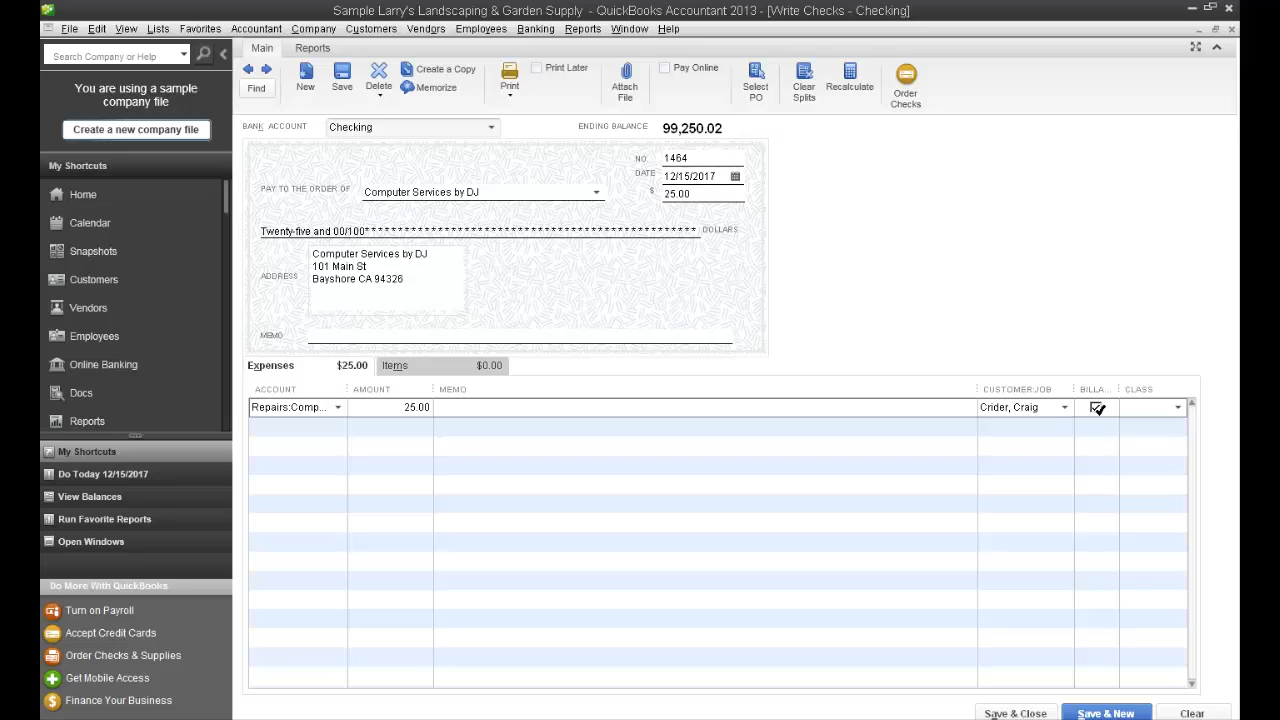 Sample Larry's Landscaping & Garden Supply - QuickBooks Accountant 2013 - [Write Checks - Checking]
File Edit View Lists Favorites Accountant Company Customers Vendors Employees Banking Reports Window Help
Search Company or Help
You are using a sample
company file
Create a new company file
My Shortcuts
Home
Calendar
Snapshots
Customers
Vendors
Employees
Online Banking
Docs
Reports
My Shortcuts
Do Today 12/15/2017
View Balances
Run Favorite Reports
Open Windows
Do More With QuickBooks
Turn on Payroll
Accept Credit Cards
Order Checks & Supplies
Get Mobile Access
Finance Your Business
Main Reports
Find
New
Save
Delete
Create a Copy
Memorize
Print
Print Later
Attach
File
Pay Online
Select
PO
Clear
Splits
Recalculate
Order
Checks
BANK ACCOUNT Checking ENDING BALANCE 99,250.02
NO. 1464
DATE 12/15/2017
PAY TO THE ORDER OF Computer Services by DJ $ 25.00
Twenty-five and 00/100* * * * * * * * * * * * * * * * * * * * * * * * * * * * * * * * * * * * * * * * * * * * * * * * * * DOLLARS
Computer Services by DJ
ADDRESS 101 Main St
Bayshore CA 94326
MEMO
Expenses $25.00 Items $0.00
ACCOUNT AMOUNT MEMO CUSTOMER:JOB BILLA... CLASS
Repairs:Comp... 25.00 Crider, Craig
Save & Close Save & New Clear